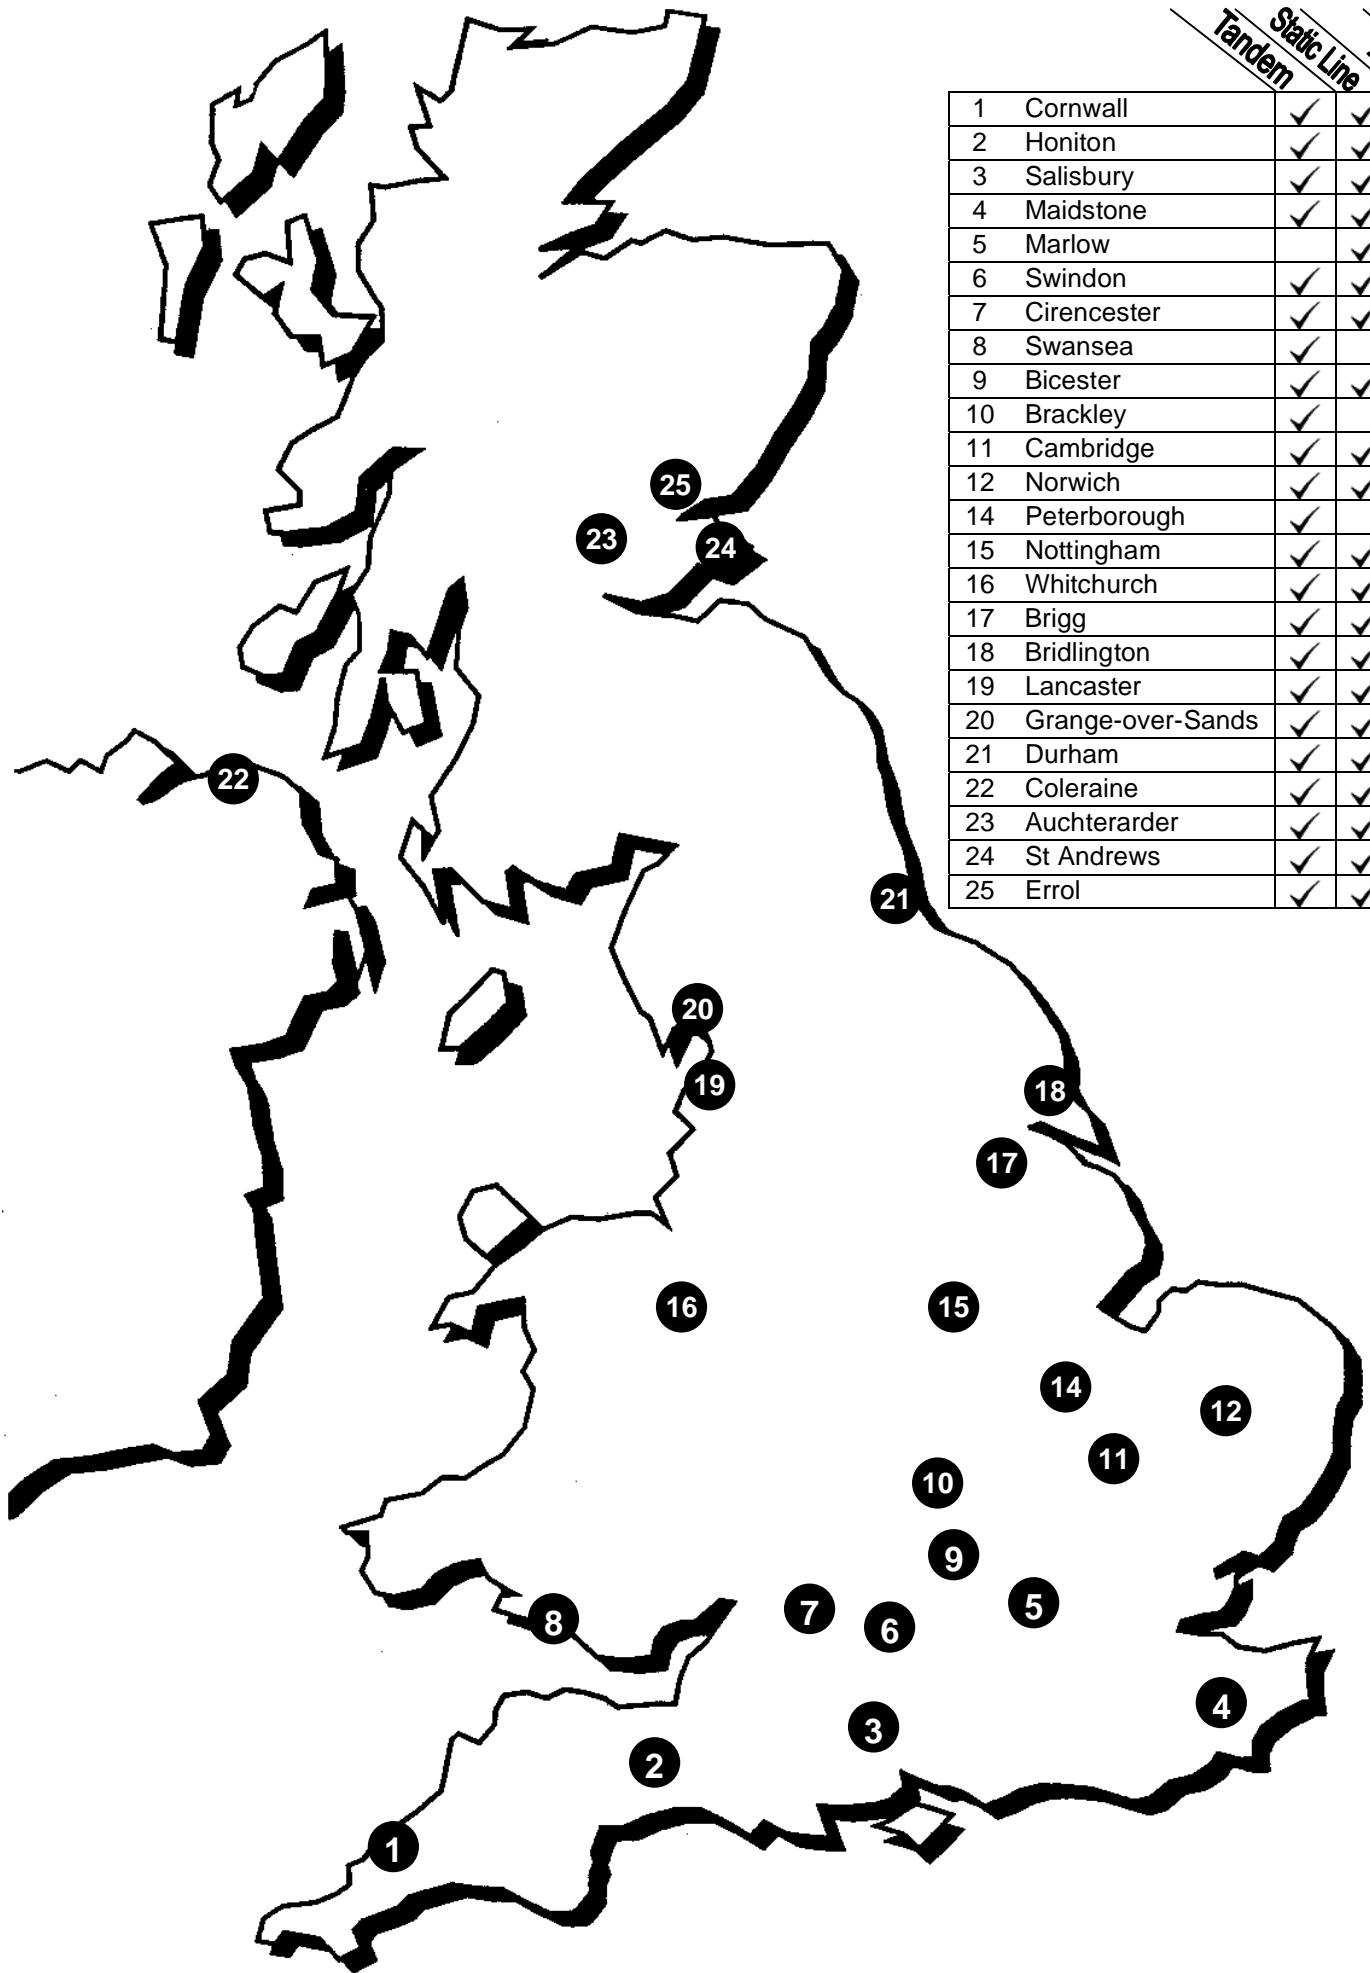 Tandem
Static Line
1 Cornwall ✓ ✓
2 Honiton ✓ ✓
3 Salisbury ✓ ✓
4 Maidstone ✓ ✓
5 Marlow ✓
6 Swindon ✓ ✓
7 Cirencester ✓ ✓
8 Swansea ✓
9 Bicester ✓ ✓
10 Brackley ✓
11 Cambridge ✓ ✓
12 Norwich ✓ ✓
14 Peterborough ✓
15 Nottingham ✓ ✓
16 Whitchurch ✓ ✓
17 Brigg ✓ ✓
18 Bridlington ✓ ✓
19 Lancaster ✓ ✓
20 Grange-over-Sands ✓ ✓
21 Durham ✓ ✓
22 Coleraine ✓ ✓
23 Auchterarder ✓ ✓
24 St Andrews ✓ ✓
25 Errol ✓ ✓
25
23
24
22
21
20
19
18
17
16
15
14
12
11
10
9
5
7
6
8
4
3
2
1